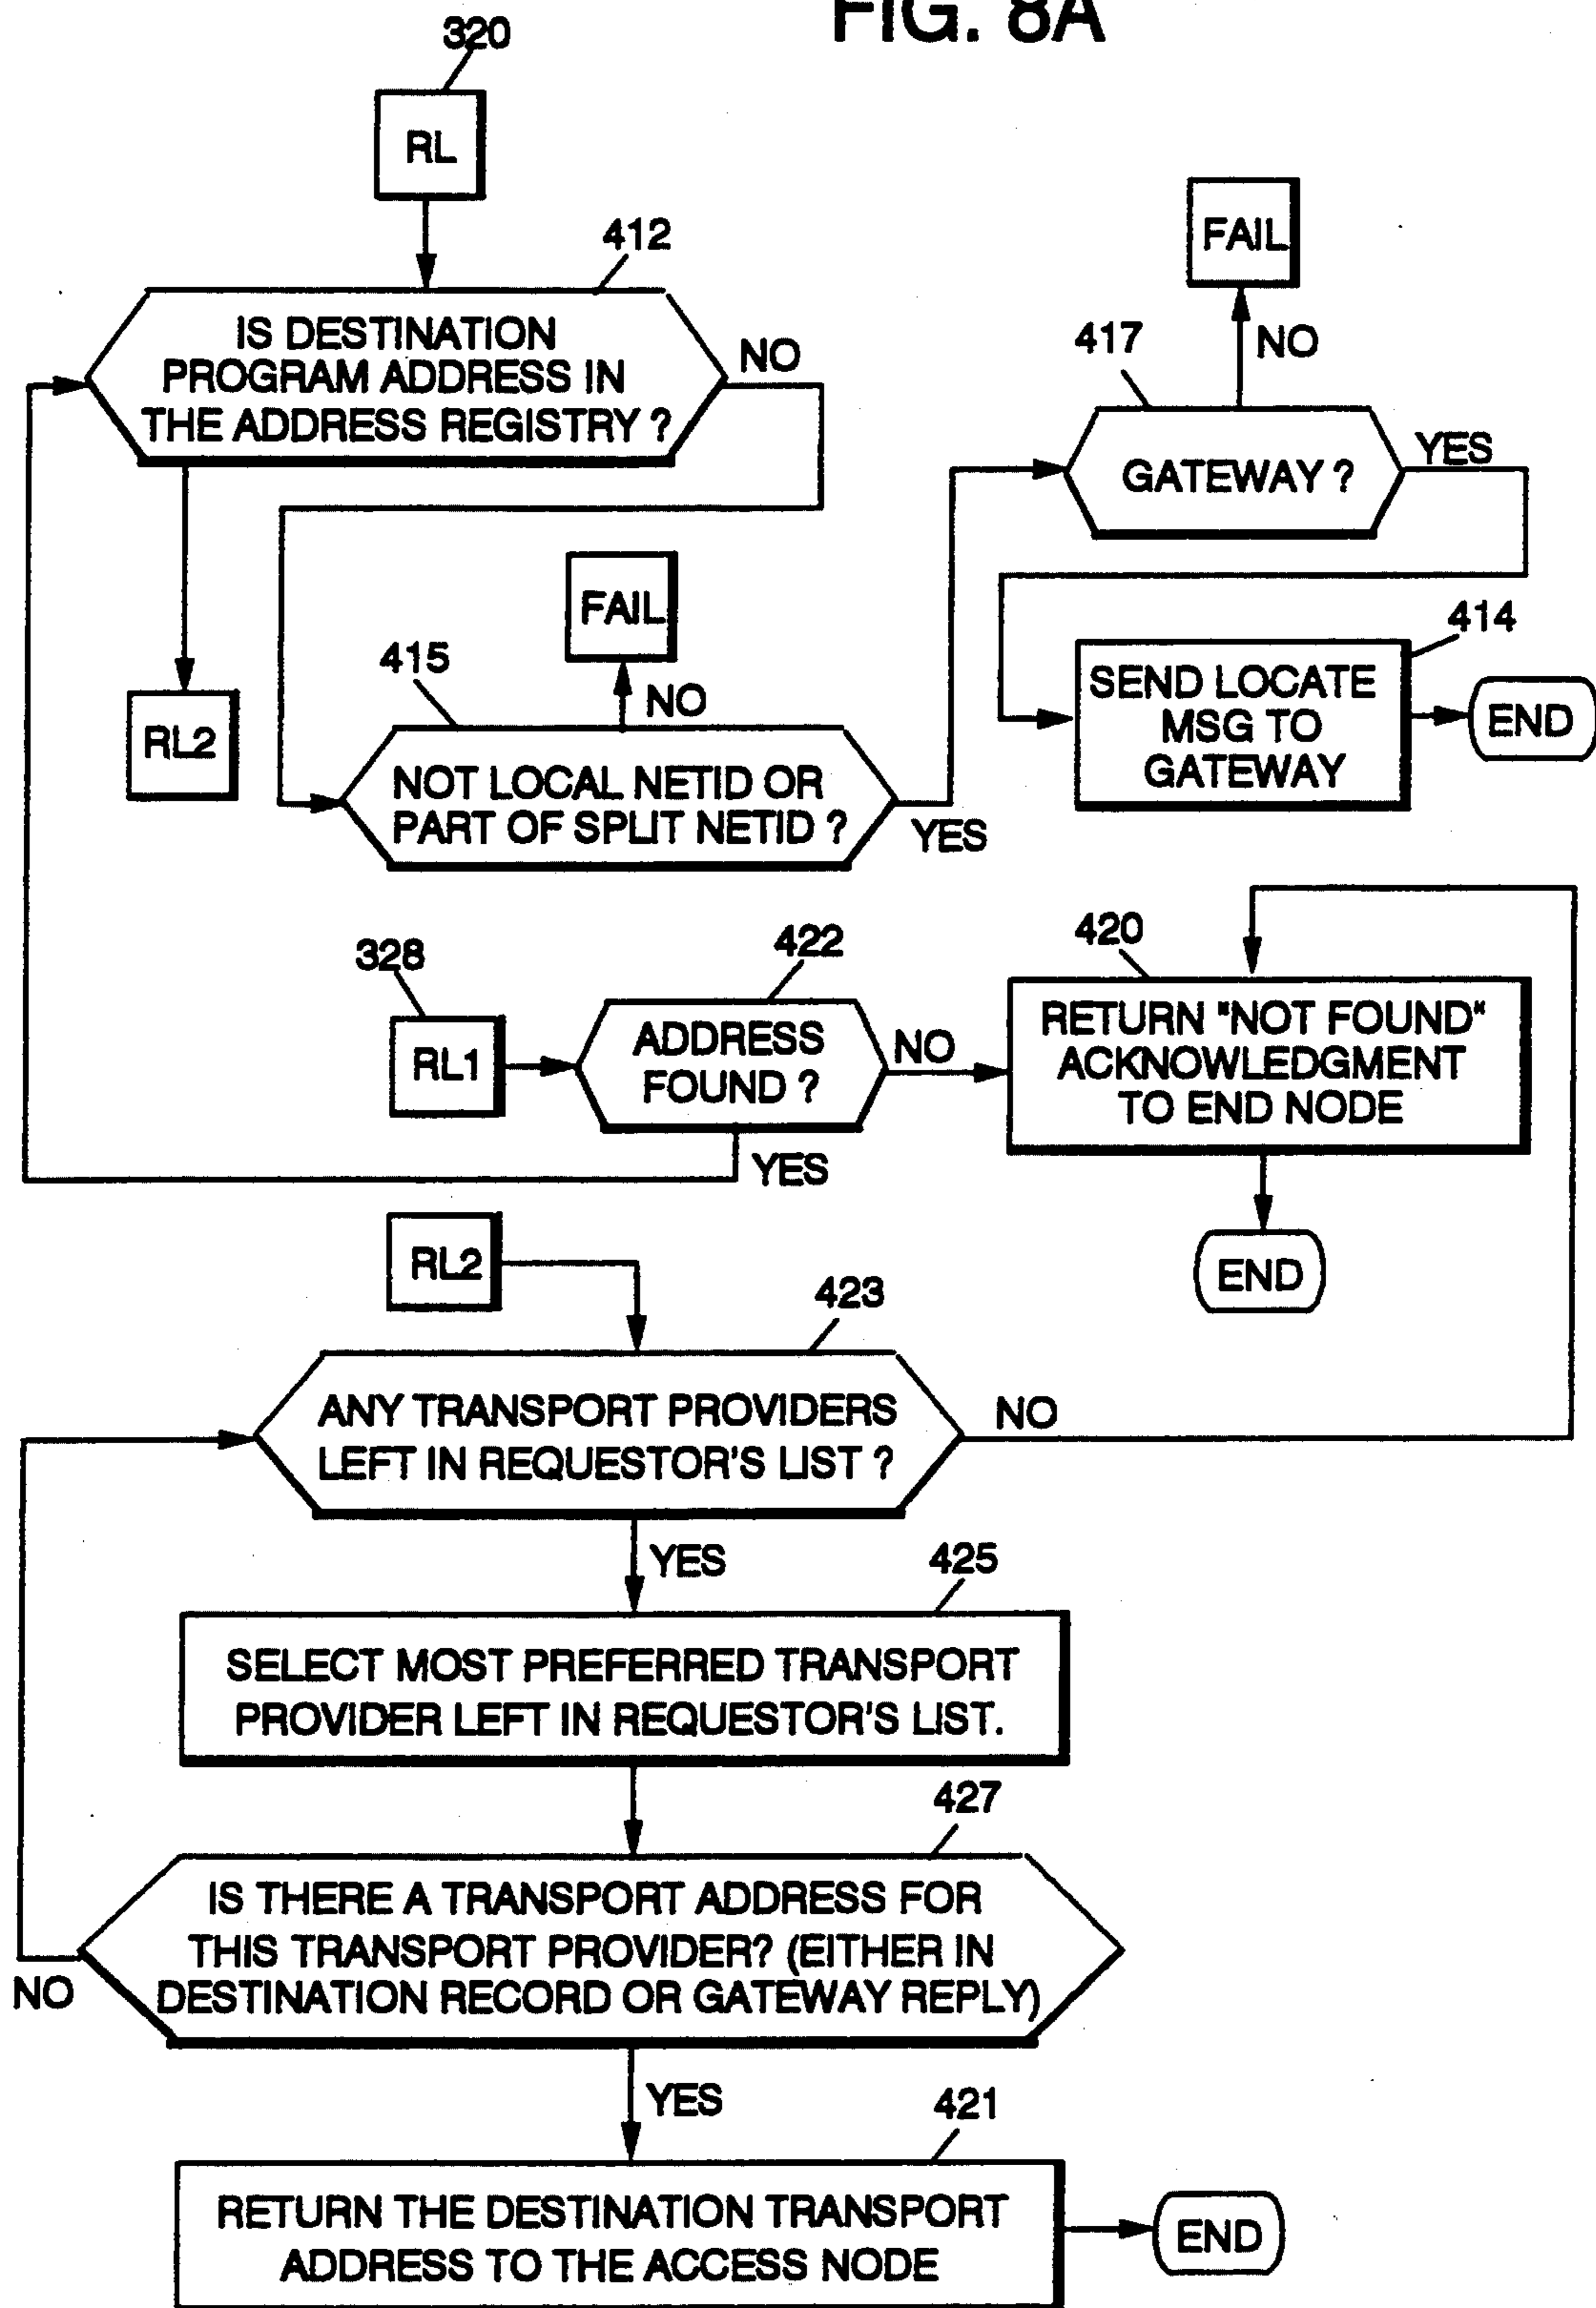 FIG. 8A
320
RL
412
IS DESTINATION
PROGRAM ADDRESS IN
THE ADDRESS REGISTRY ?
NO
RL2
FAIL
NO
417
GATEWAY ?
YES
414
SEND LOCATE
MSG TO
GATEWAY
END
FAIL
NO
415
NOT LOCAL NETID OR
PART OF SPLIT NETID ?
YES
328
RL1
422
ADDRESS
FOUND ?
NO
YES
420
RETURN "NOT FOUND"
ACKNOWLEDGMENT
TO END NODE
END
RL2
423
ANY TRANSPORT PROVIDERS
LEFT IN REQUESTOR'S LIST ?
NO
YES
425
SELECT MOST PREFERRED TRANSPORT
PROVIDER LEFT IN REQUESTOR'S LIST.
427
IS THERE A TRANSPORT ADDRESS FOR
THIS TRANSPORT PROVIDER? (EITHER IN
DESTINATION RECORD OR GATEWAY REPLY)
NO
YES
421
RETURN THE DESTINATION TRANSPORT
ADDRESS TO THE ACCESS NODE
END